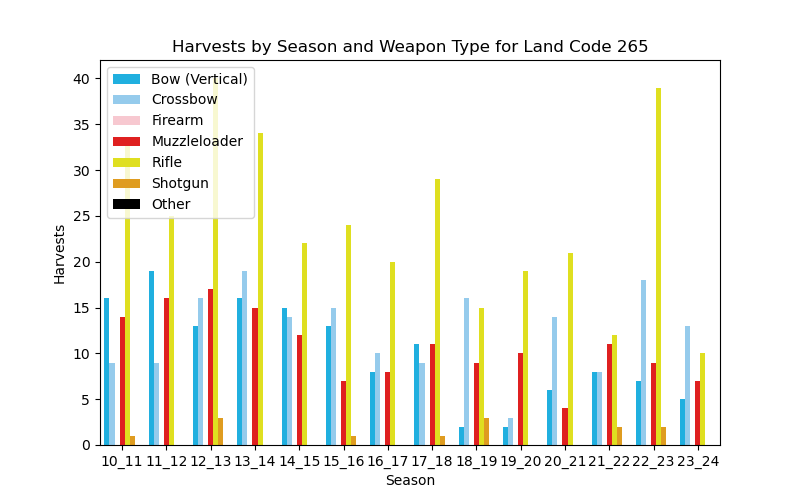 Harvests by Season and Weapon Type for Land Code 265
Harvests
40
35
30
25
20
15
10
5
0
Bow (Vertical)
Crossbow
Firearm
Muzzleloader
Rifle
Shotgun
Other
10_11 11_12 12_13 13_14 14_15 15_16 16_17 17_18 18_19 19_20 20_21 21_22 22_23 23_24
Season